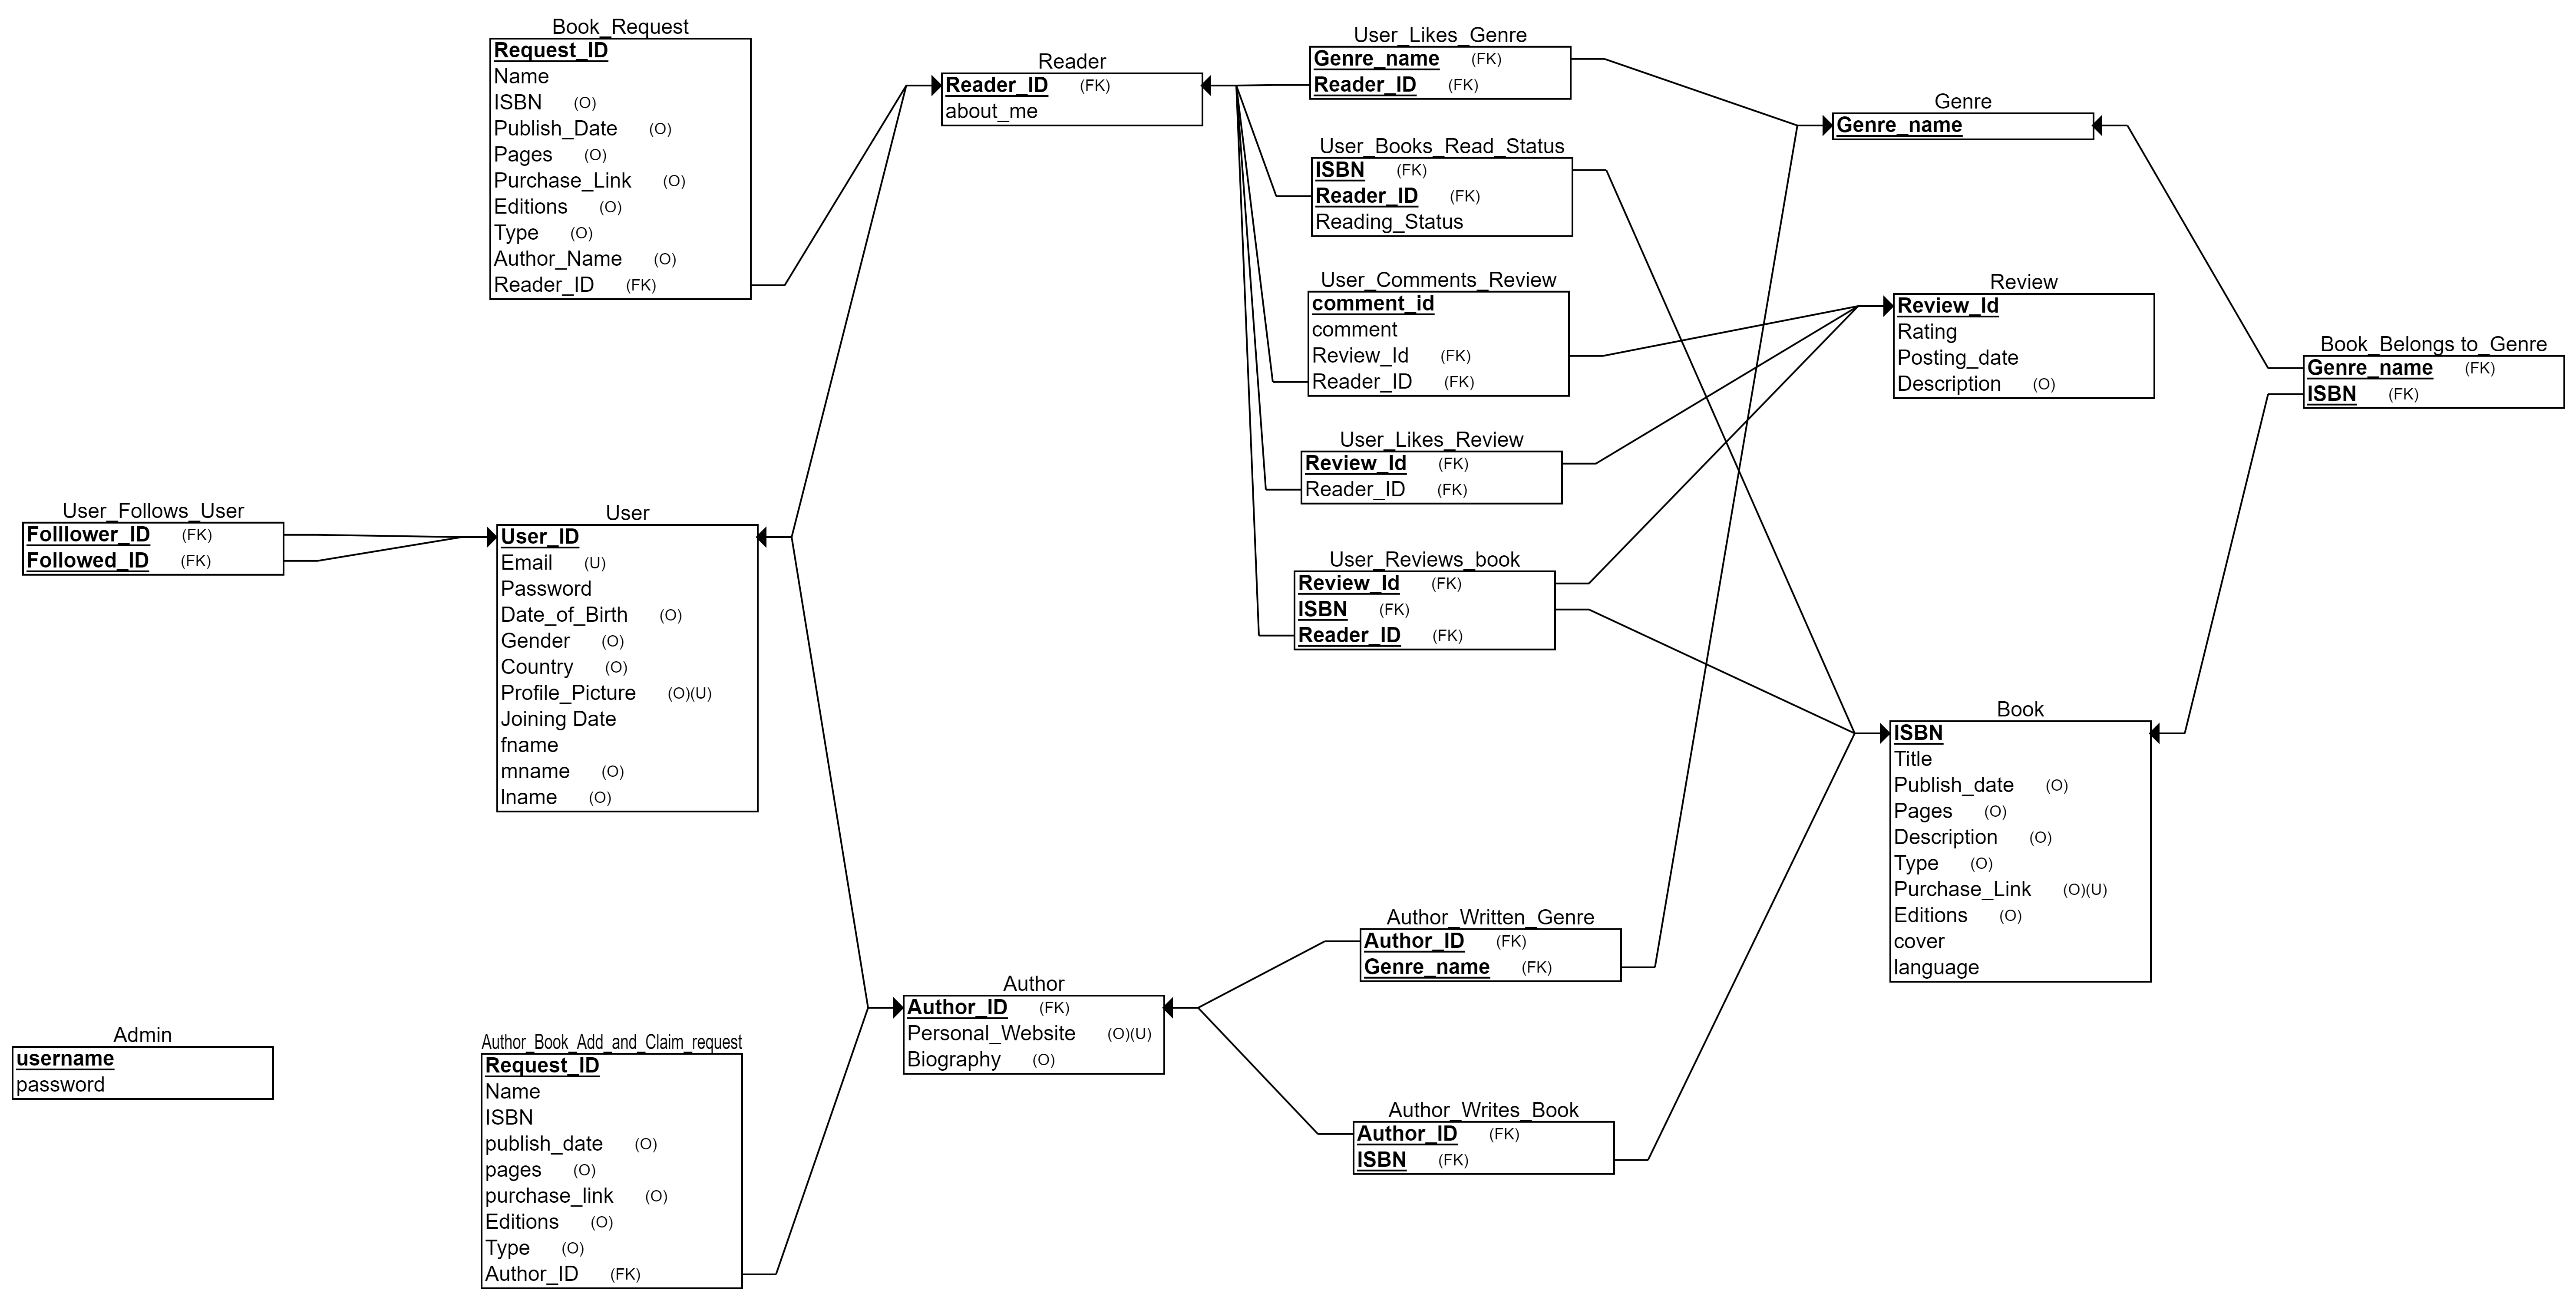 Book_Request
Request_ID
Name
ISBN (O)
Publish_Date (O)
Pages (O)
Purchase_Link (O)
Editions (O)
Type (O)
Author_Name (O)
Reader_ID (FK)
Reader
Reader_ID (FK)
about_me
User_Likes_Genre
Genre_name (FK)
Reader_ID (FK)
User_Books_Read_Status
ISBN (FK)
Reader_ID (FK)
Reading_Status
User_Comments_Review
comment_id
comment
Review_Id (FK)
Reader_ID (FK)
User_Likes_Review
Review_Id (FK)
Reader_ID (FK)
User_Reviews_book
Review_Id (FK)
ISBN (FK)
Reader_ID (FK)
Genre
Genre_name
Review
Review_Id
Rating
Posting_date
Description (O)
Book_Belongs to_Genre
Genre_name (FK)
ISBN (FK)
User_Follows_User
Folllower_ID (FK)
Followed_ID (FK)
User
User_ID
Email (U)
Password
Date_of_Birth (O)
Gender (O)
Country (O)
Profile_Picture (O)(U)
Joining Date
fname
mname (O)
lname (O)
Book
ISBN
Title
Publish_date (O)
Pages (O)
Description (O)
Type (O)
Purchase_Link (O)(U)
Editions (O)
cover
language
Admin
username
password
Author_Book_Add_and_Claim_request
Request_ID
Name
ISBN
publish_date (O)
pages (O)
purchase_link (O)
Editions (O)
Type (O)
Author_ID (FK)
Author
Author_ID (FK)
Personal_Website (O)(U)
Biography (O)
Author_Written_Genre
Author_ID (FK)
Genre_name (FK)
Author_Writes_Book
Author_ID (FK)
ISBN (FK)